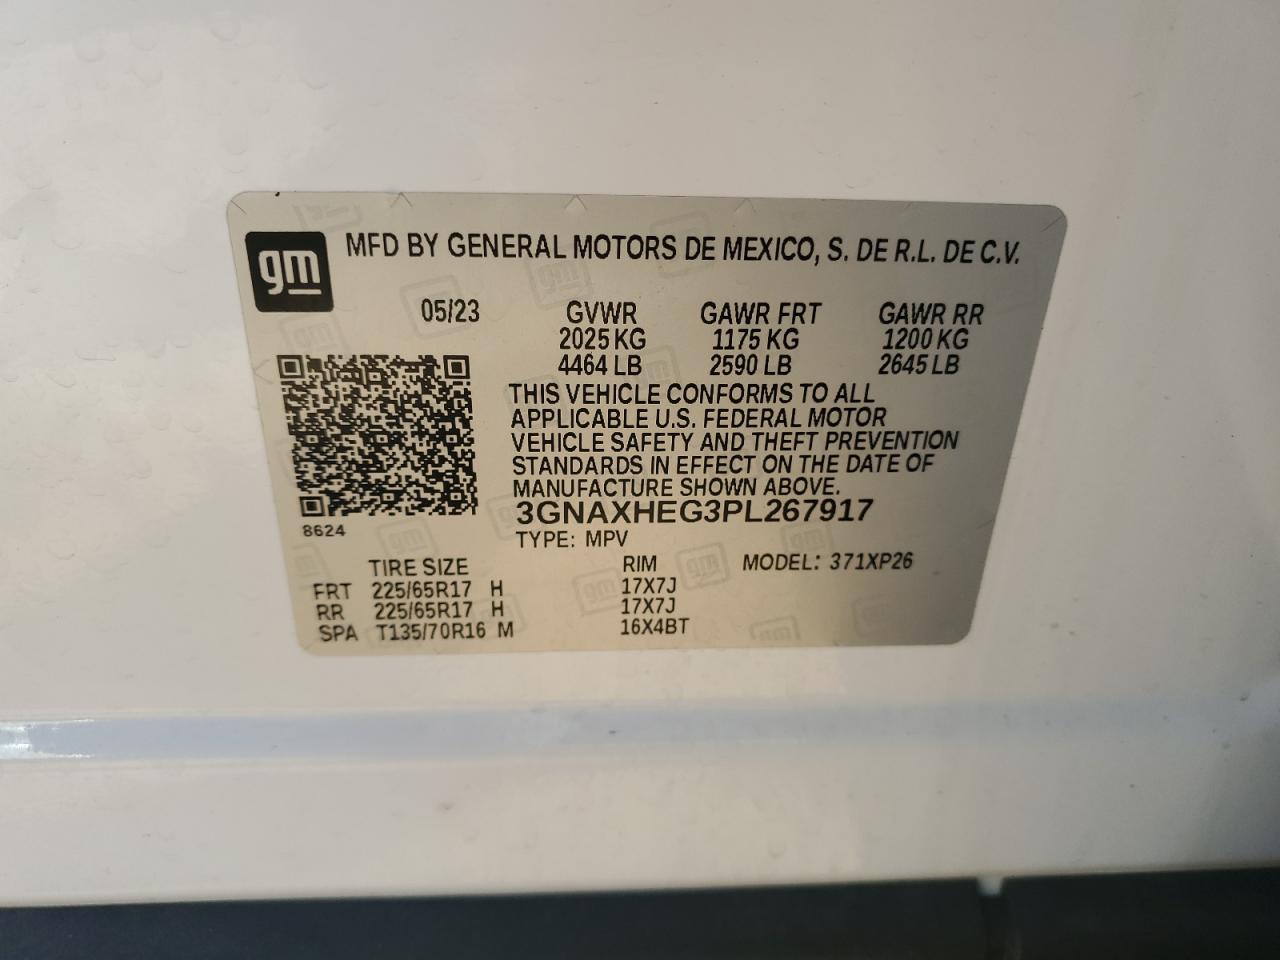 gm
MFD BY GENERAL MOTORS DE MEXICO, S. DE R.L. DE C.V.
05/23 GVWR GAWR FRT GAWR RR
2025 KG 1175 KG 1200 KG
4464 LB 2590 LB 2645 LB
THIS VEHICLE CONFORMS TO ALL
APPLICABLE U.S. FEDERAL MOTOR
VEHICLE SAFETY AND THEFT PREVENTION
STANDARDS IN EFFECT ON THE DATE OF
MANUFACTURE SHOWN ABOVE.
3GNAXHEG3PL267917
8624
TYPE: MPV
TIRE SIZE RIM MODEL: 371XP26
FRT 225/65R17 H 17X7J
RR 225/65R17 H 17X7J
SPA T135/70R16 M 16X4BT